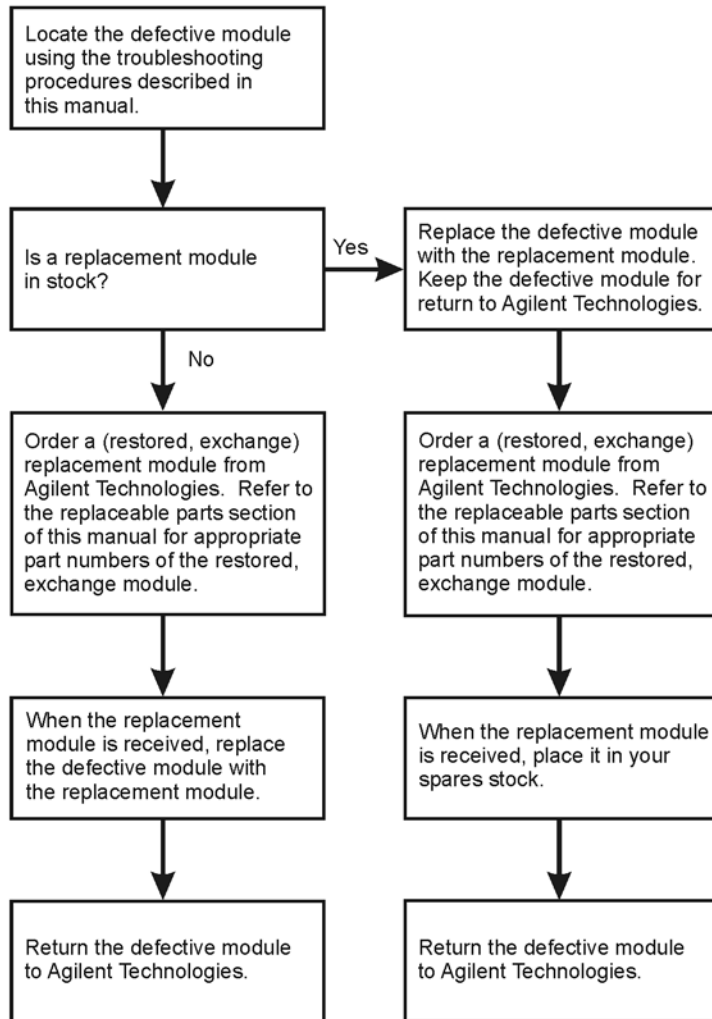 Locate the defective module
using the troubleshooting
procedures described in
this manual.
Is a replacement module
in stock?
Yes
Replace the defective module
with the replacement module.
Keep the defective module for
return to Agilent Technologies.
No
Order a (restored, exchange)
replacement module from
Agilent Technologies.  Refer to
the replaceable parts section
of this manual for appropriate
part numbers of the restored,
exchange module.
Order a (restored, exchange)
replacement module from
Agilent Technologies.  Refer to
the replaceable parts section
of this manual for appropriate
part numbers of the restored,
exchange module.
When the replacement
module is received, replace
the defective module with
the replacement module.
When the replacement module
is received, place it in your
spares stock.
Return the defective module
to Agilent Technologies.
Return the defective module
to Agilent Technologies.